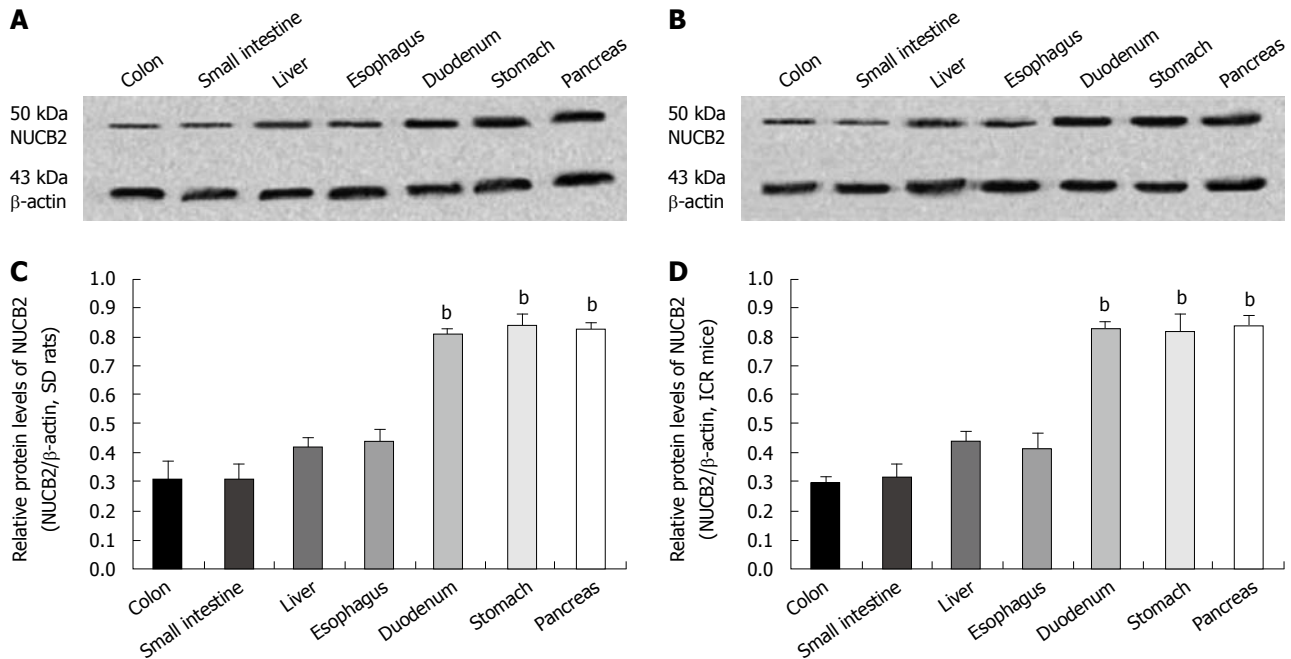 A
Colon
Small intestine
Liver
Esophagus
Duodenum
Stomach
Pancreas
50 kDa
NUCB2
43 kDa
β-actin
B
Colon
Small intestine
Liver
Esophagus
Duodenum
Stomach
Pancreas
50 kDa
NUCB2
43 kDa
β-actin
C
Relative protein levels of NUCB2
(NUCB2/β-actin, SD rats)
1.0
0.9
0.8
0.7
0.6
0.5
0.4
0.3
0.2
0.1
0.0
b
b
b
Colon
Small intestine
Liver
Esophagus
Duodenum
Stomach
Pancreas
D
Relative protein levels of NUCB2
(NUCB2/β-actin, ICR mice)
1.0
0.9
0.8
0.7
0.6
0.5
0.4
0.3
0.2
0.1
0.0
b
b
b
Colon
Small intestine
Liver
Esophagus
Duodenum
Stomach
Pancreas